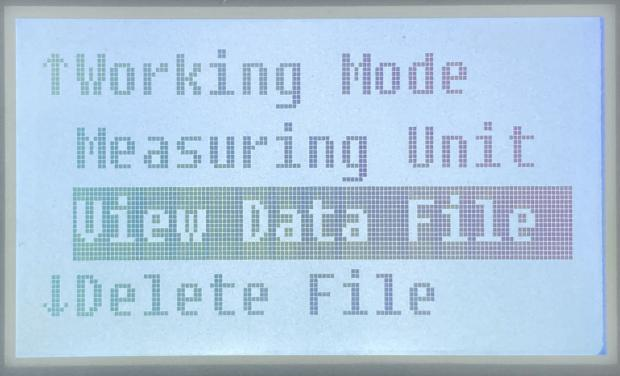 ↑Working Mode
Measuring Unit
View Data File
↓Delete File